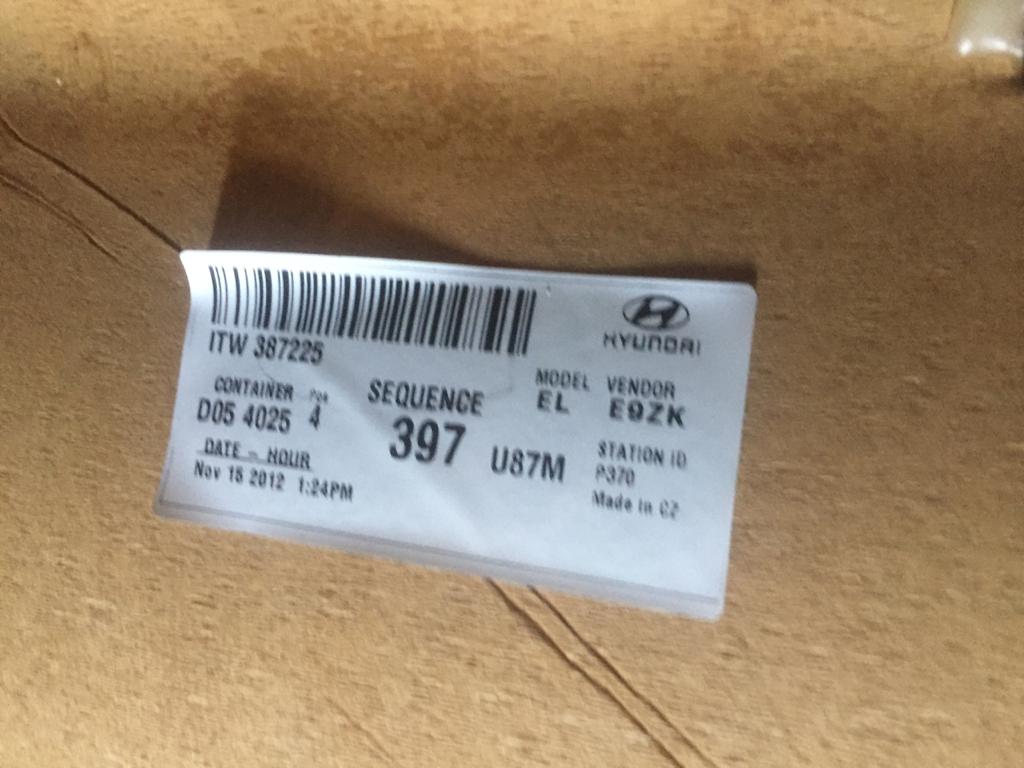 ITW 387225
HYUNDAI
CONTAINER Pos
D05 4025 4
DATE - HOUR
Nov 15 2012 1:24PM
SEQUENCE
397
U87M
MODEL VENDOR
EL E9ZK
STATION ID
P370
Made in CZ